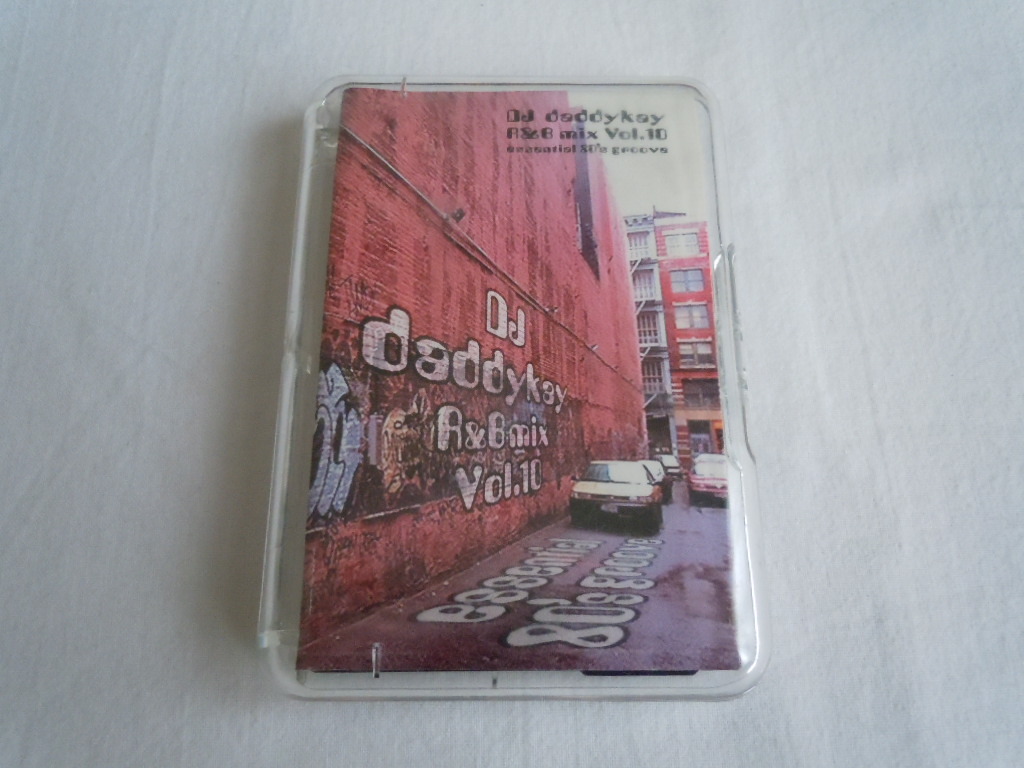 DJ daddykay
R&B mix Vol.10
essential 80's groove
DJ
daddykay
R&B mix
Vol.10
essential
80's groove